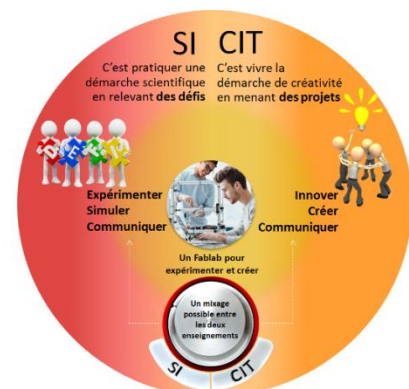 SI CIT
C'est pratiquer une
démarche scientifique
en relevant des défis
C'est vivre la
démarche de créativité
en menant des projets
DEFI
Expérimenter
Simuler
Communiquer
Innover
Créer
Communiquer
Un Fablab pour
expérimenter et créer
Un mixage
possible entre
les deux
enseignements
SI
CIT